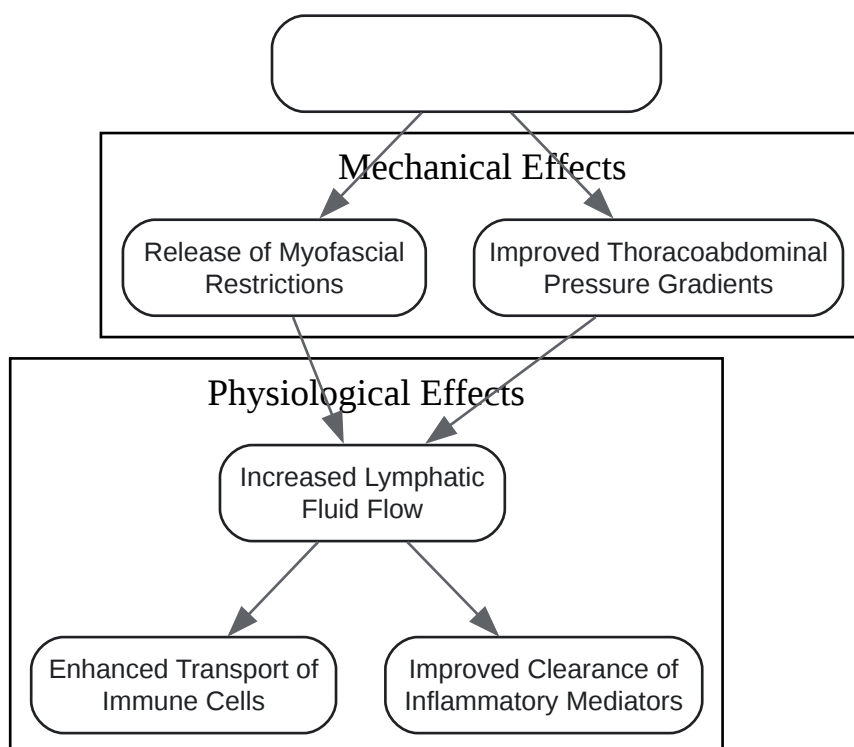 Mechanical Effects
Release of Myofascial
Restrictions
Improved Thoracoabdominal
Pressure Gradients
Physiological Effects
Increased Lymphatic
Fluid Flow
Enhanced Transport of
Immune Cells
Improved Clearance of
Inflammatory Mediators